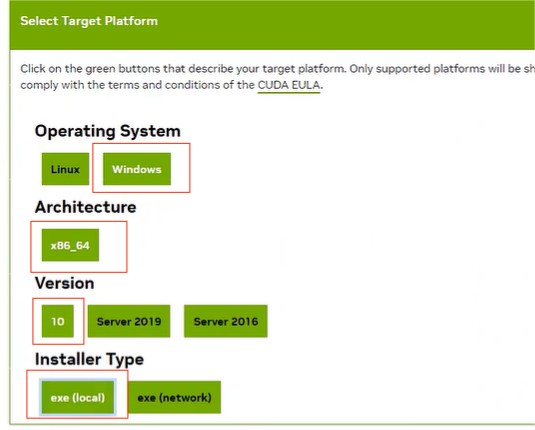 Select Target Platform
Click on the green buttons that describe your target platform. Only supported platforms will be
comply with the terms and conditions of the CUDA EULA.
Operating System
Linux Windows
Architecture
x86_64
Version
10 Server 2019 Server 2016
Installer Type
exe (local) exe (network)